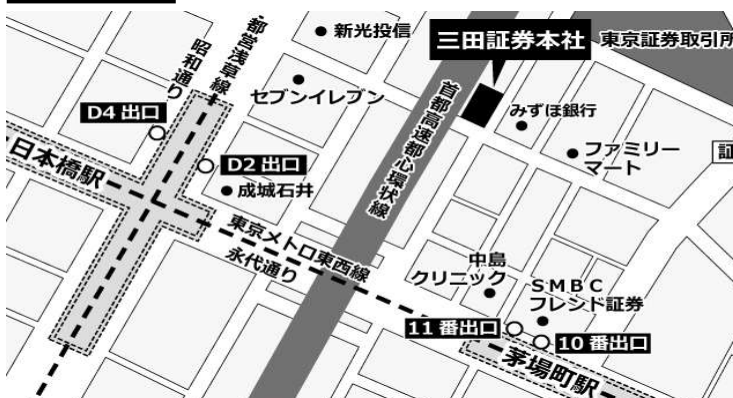 都営浅草線
昭和通り
新光投信
三田証券本社
東京証券取引所
セブンイレブン
首都高速都心環状線
みずほ銀行
D4 出口
ファミリー
マート
証
日本橋駅
D2 出口
成城石井
東京メトロ東西線
永代通り
中島
クリニック
SMBC
フレンド証券
11 番出口
10 番出口
茅場町駅